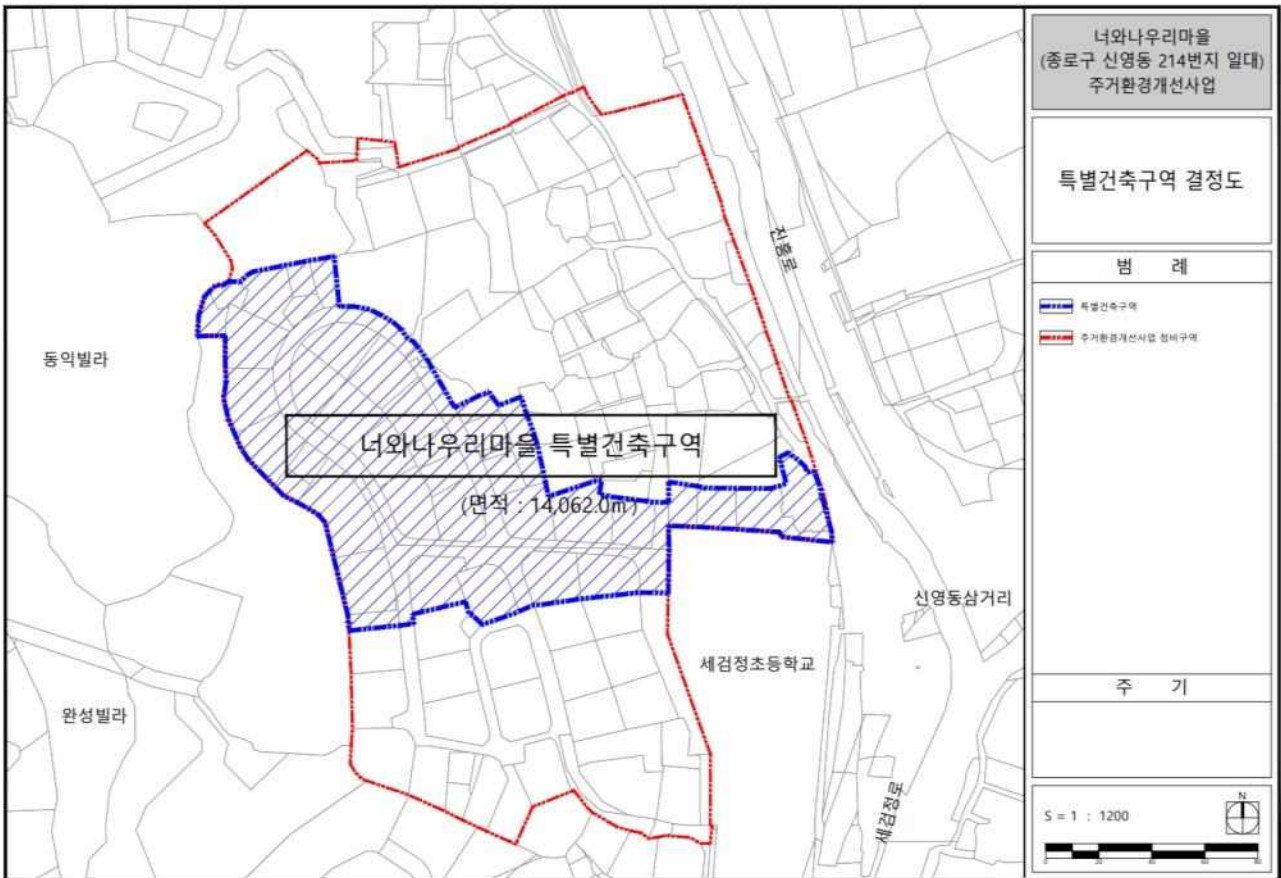 너와나우리마을
(종로구 신영동 214번지 일대)
주거환경개선사업
특별건축구역 결정도
범 례
특별건축구역
주거환경개선사업 정비구역
진흥로
동익빌라
너와나우리마을 특별건축구역
(면적 : 14,062.0㎡)
신영동삼거리
세검정초등학교
완성빌라
세검정로
주 기
S = 1 : 1200
N
0 20 40 60 80